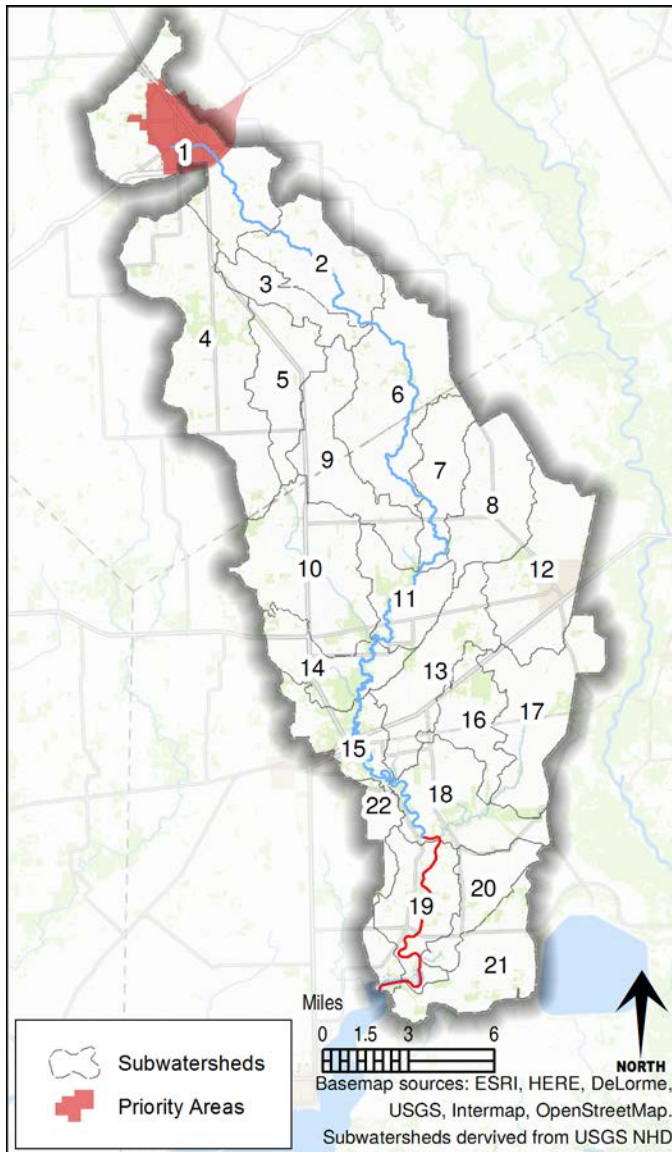 1
2
3
4
5
6
9
7
8
10
12
11
13
14
16
17
15
18
22
20
19
21
Miles
0 1.5 3 6
NORTH
Subwatersheds
Priority Areas
Basemap sources: ESRI, HERE, DeLorme,
USGS, Intermap, OpenStreetMap.
Subwatersheds dervived from USGS NHD